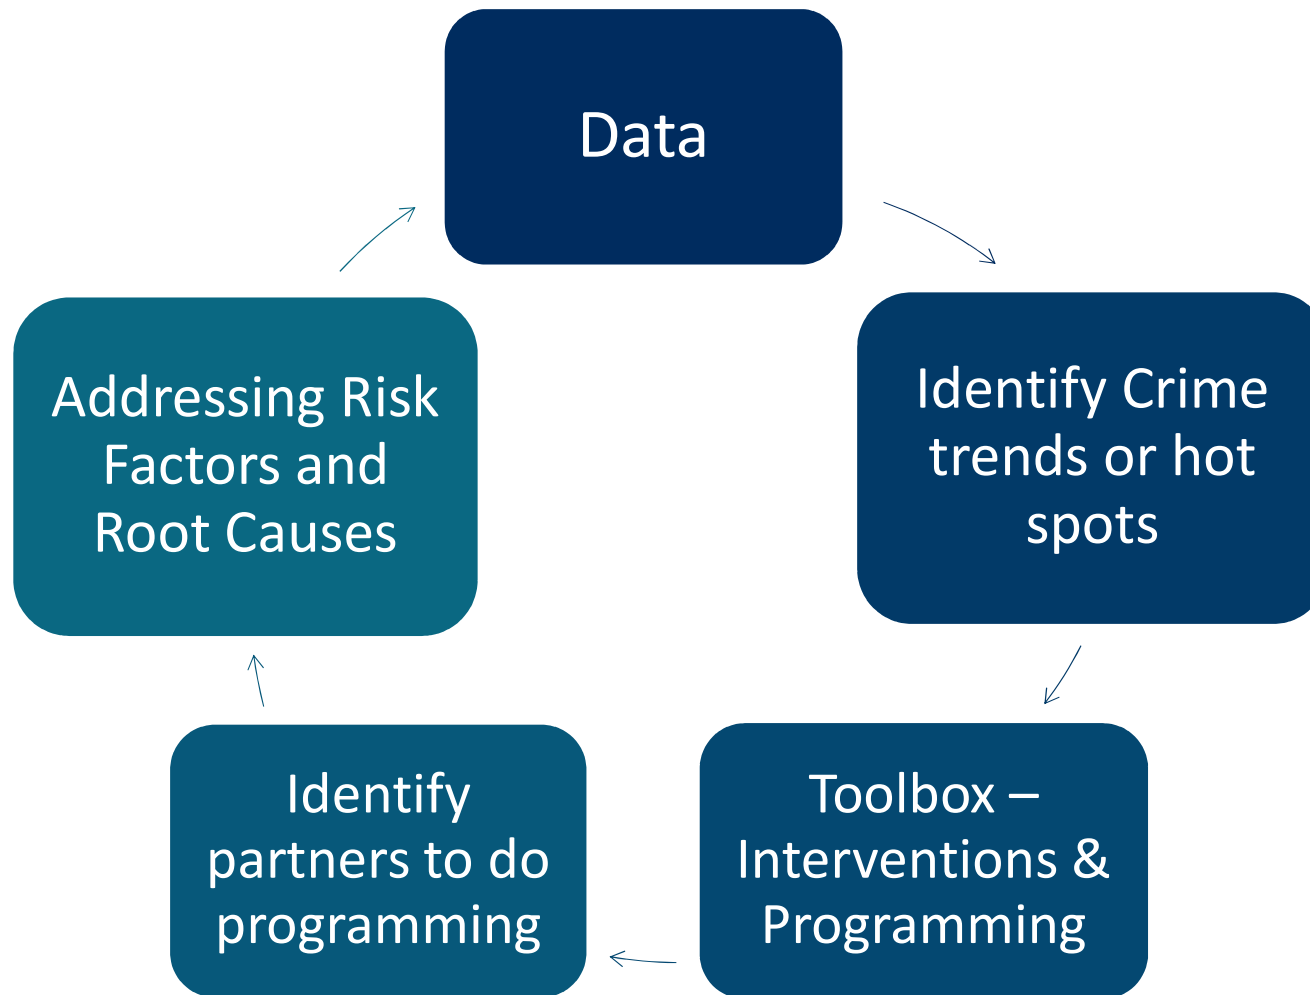 Data
Identify Crime
trends or hot
spots
Toolbox –
Interventions &
Programming
Identify
partners to do
programming
Addressing Risk
Factors and
Root Causes